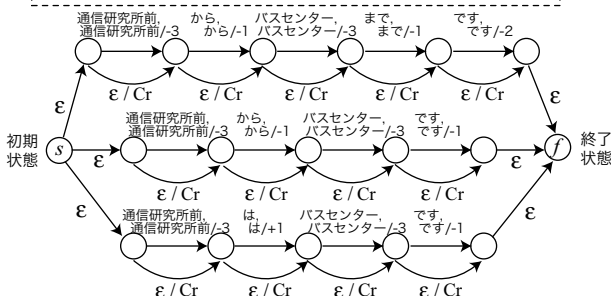 通信研究所前, から, バスセンター, まで, です,
通信研究所前/-3 から/-1 バスセンター/-3 まで/-1 です/-2
ε / Cr ε / Cr ε / Cr ε / Cr ε / Cr
ε ε
通信研究所前, から, バスセンター, です,
通信研究所前/-3 から/-1 バスセンター/-3 です/-1
初期 終了
状態 s ε ε f 状態
ε / Cr ε / Cr ε / Cr ε / Cr
ε ε
通信研究所前, は, バスセンター, です,
通信研究所前/-3 は/+1 バスセンター/-3 です/-1
ε / Cr ε / Cr ε / Cr ε / Cr